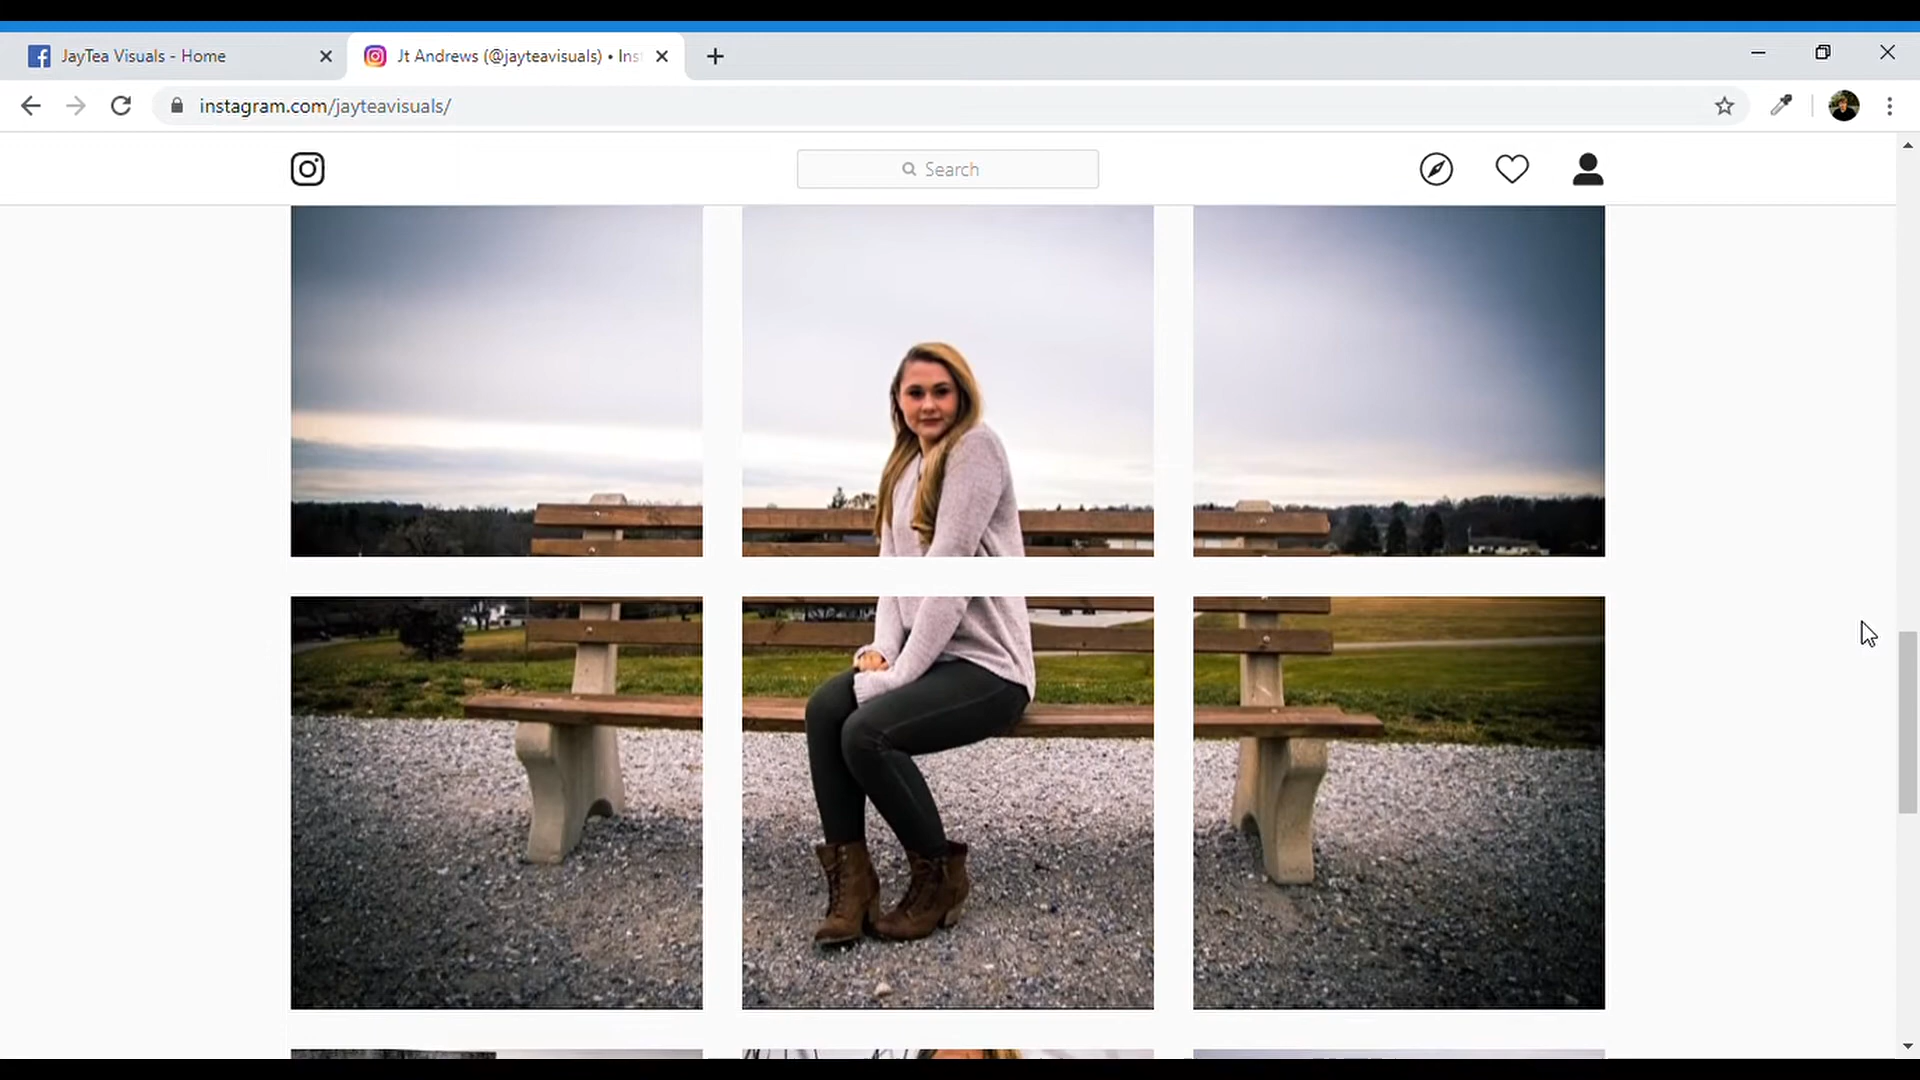 JayTea Visuals - Home
Jt Andrews (@jayteavisuals) • Ins
instagram.com/jayteavisuals/
Search